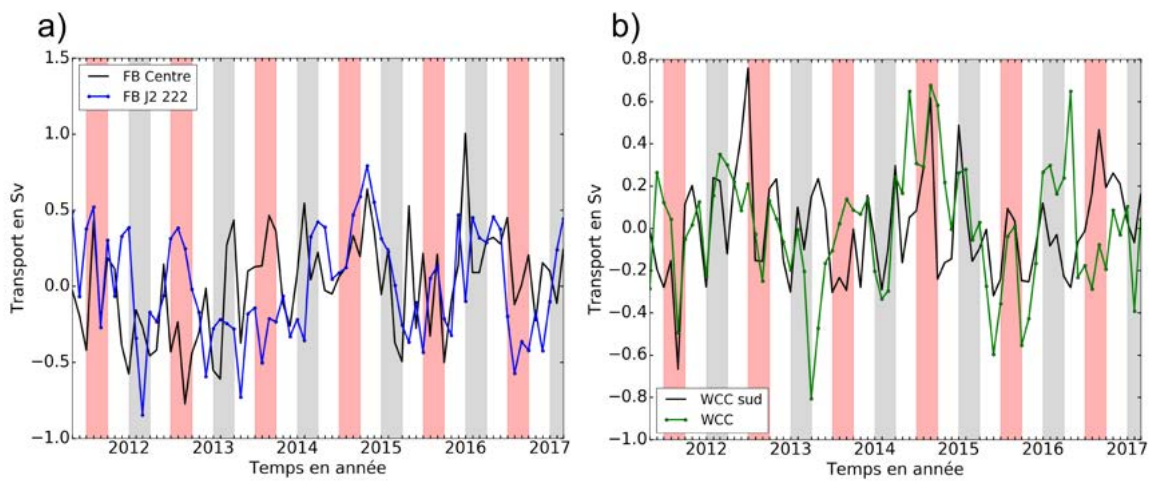 a)
Transport en Sv
1.5
1.0
0.5
0.0
−0.5
−1.0
FB Centre
FB J2 222
2012 2013 2014 2015 2016 2017
Temps en année
b)
Transport en Sv
0.8
0.6
0.4
0.2
0.0
−0.2
−0.4
−0.6
−0.8
−1.0
WCC sud
WCC
2012 2013 2014 2015 2016 2017
Temps en année